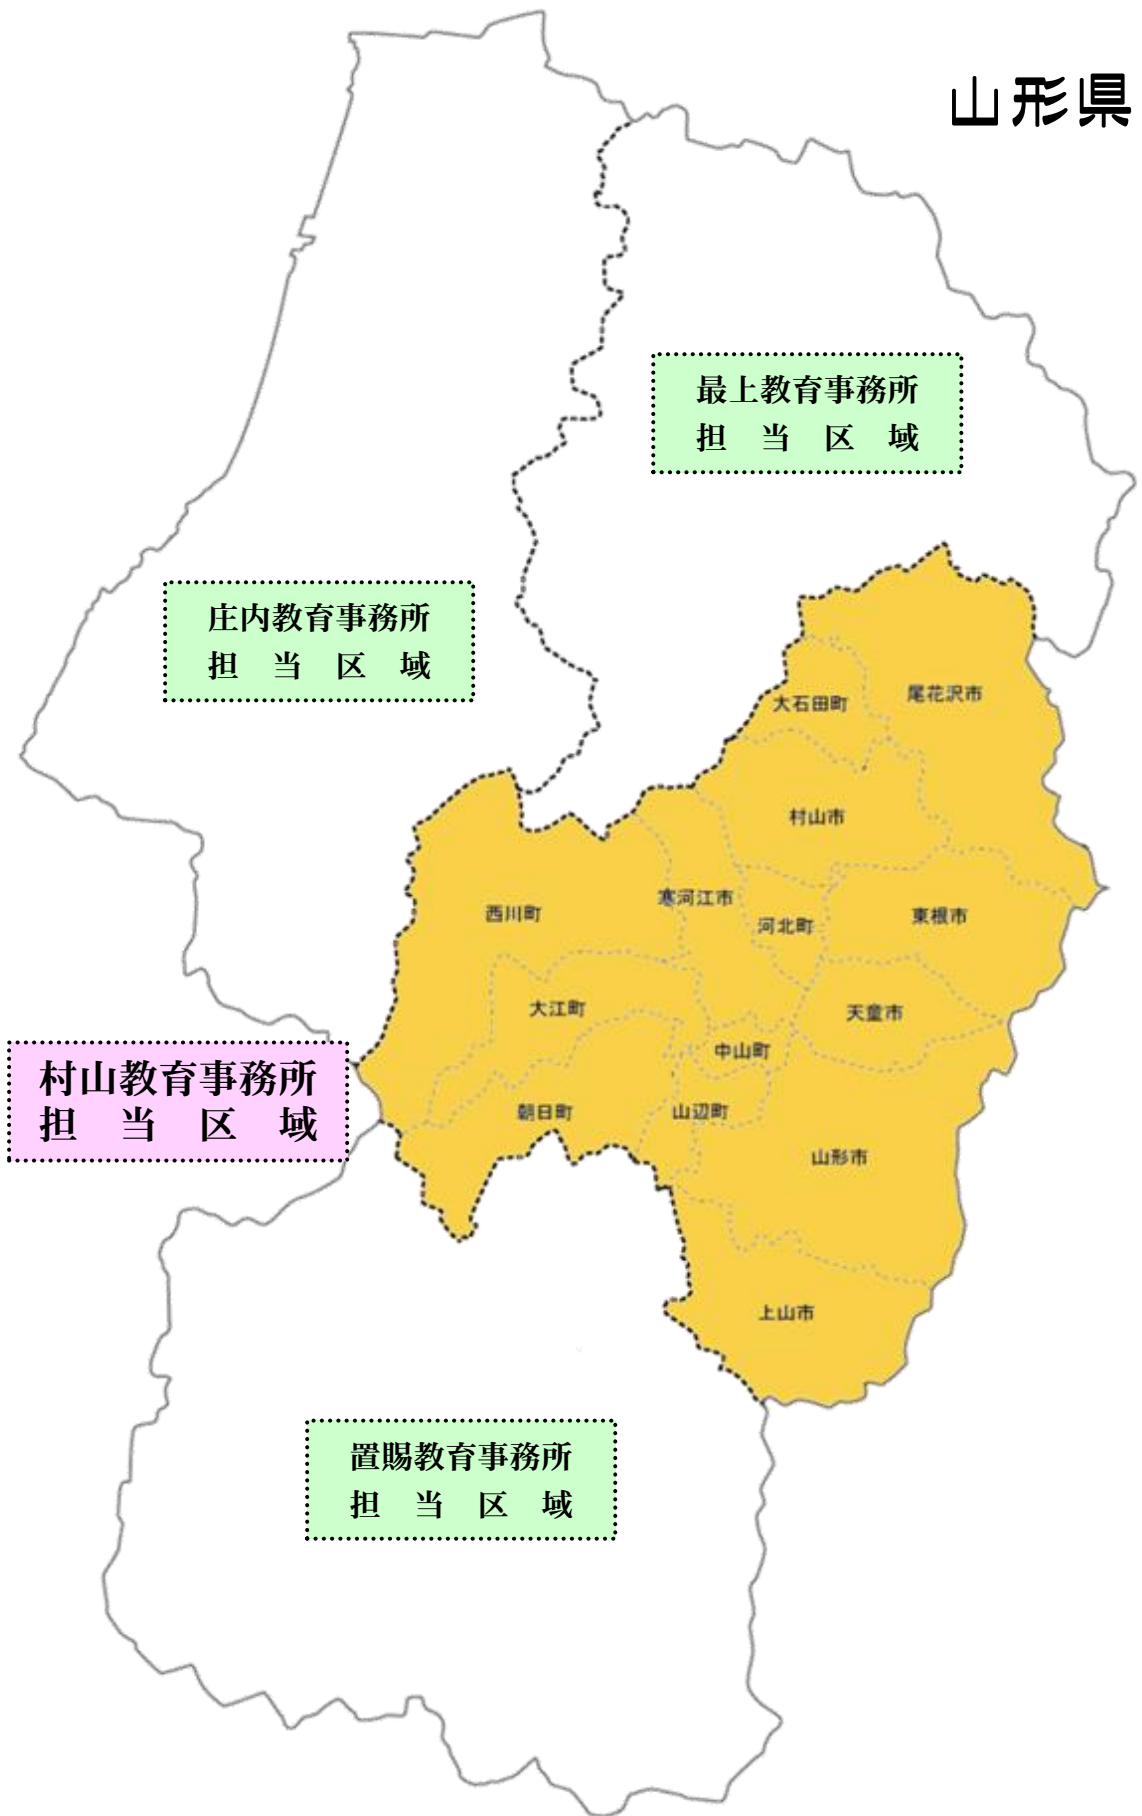 山形県
最上教育事務所
担　当　区　域
庄内教育事務所
担　当　区　域
尾花沢市
大石田町
村山市
寒河江市
西川町
河北町
東根市
大江町
天童市
中山町
村山教育事務所
担　当　区　域
朝日町
山辺町
山形市
上山市
置賜教育事務所
担　当　区　域